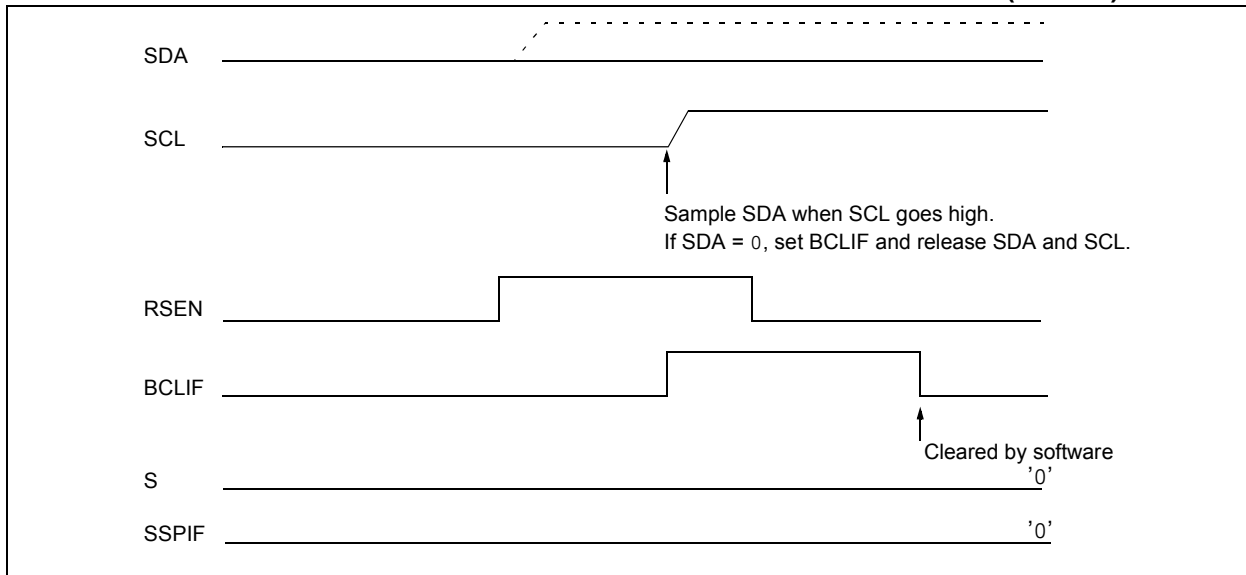 SDA
SCL
Sample SDA when SCL goes high.
If SDA = 0, set BCLIF and release SDA and SCL.
RSEN
BCLIF
Cleared by software
S
'0'
SSPIF
'0'